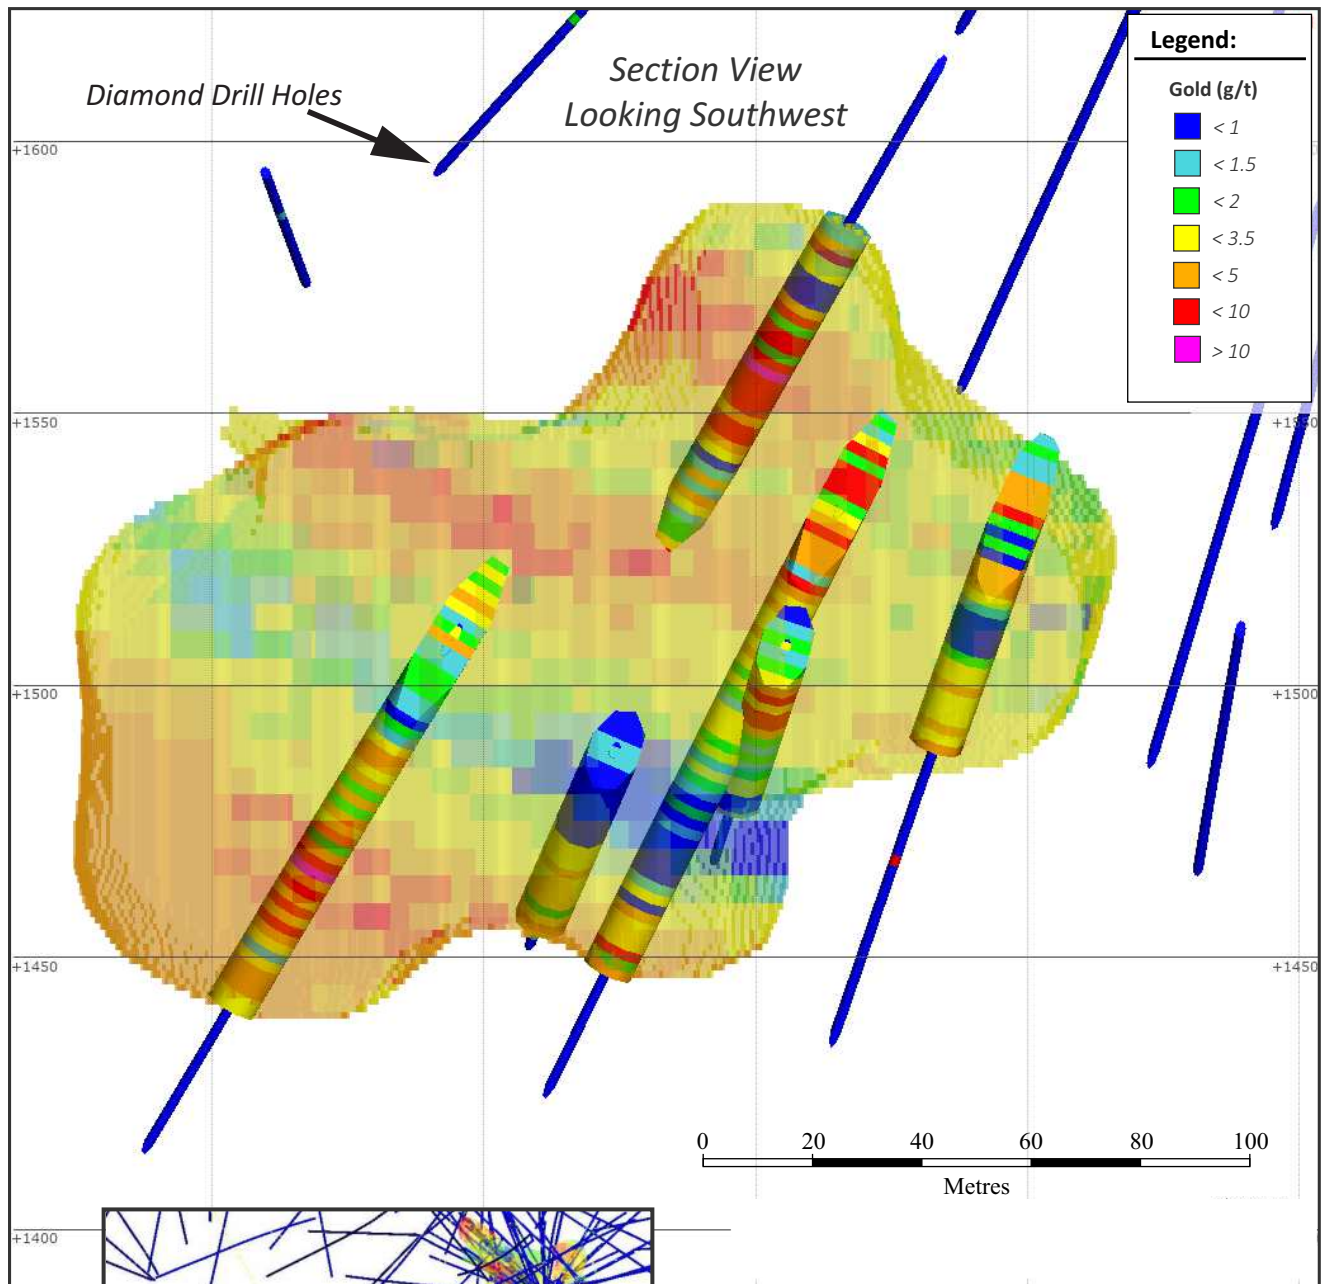 Section View
Looking Southwest
Diamond Drill Holes
Legend:
Gold (g/t)
< 1
< 1.5
< 2
< 3.5
< 5
< 10
> 10
+1600
+1550
+1550
+1500
+1500
+1450
+1450
0 20 40 60 80 100
Metres
+1400